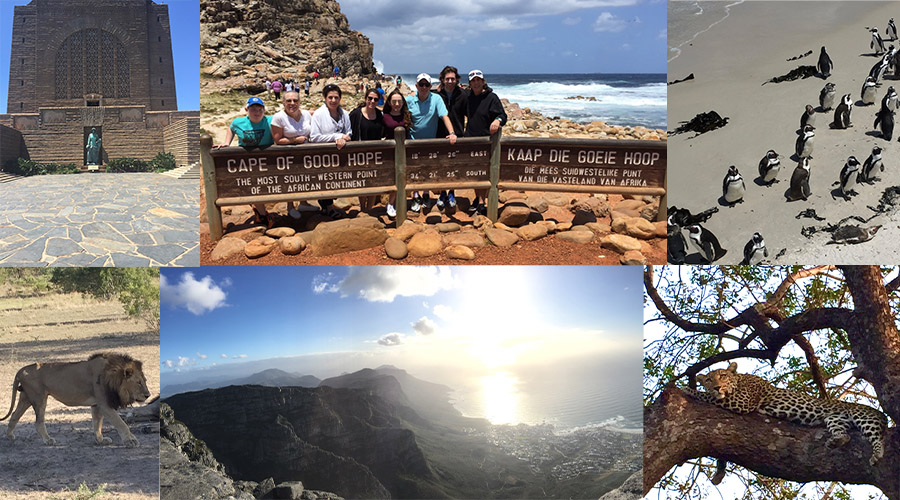 CAPE OF GOOD HOPE
THE MOST SOUTH-WESTERN POINT
OF THE AFRICAN CONTINENT
18° 28' 26" EAST
34° 21' 25" SOUTH
KAAP DIE GOEIE HOOP
DIE MEES SUIDWESTELIKE PUNT
VAN DIE VASTELAND VAN AFRIKA